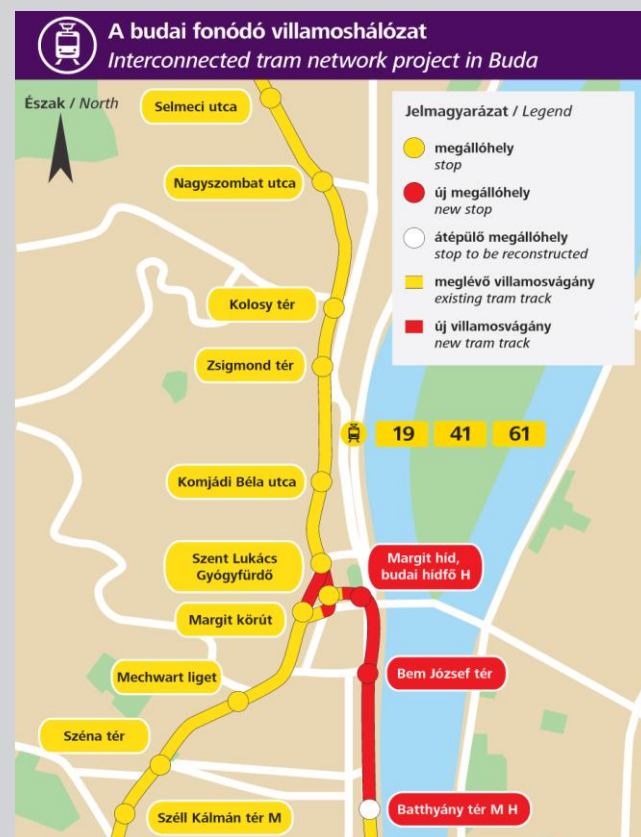 A budai fonódó villamoshálózat
Interconnected tram network project in Buda
Észak / North
Jelmagyarázat / Legend
megállóhely
stop
új megállóhely
new stop
átépülő megállóhely
stop to be reconstructed
meglévő villamosvágány
existing tram track
új villamosvágány
new tram track
Selmeci utca
Nagyszombat utca
Kolosy tér
Zsigmond tér
19 41 61
Komjádi Béla utca
Szent Lukács
Gyógyfürdő
Margit híd,
budai hídfő H
Margit körút
Mechwart liget
Bem József tér
Széna tér
Széll Kálmán tér M
Batthyány tér M H